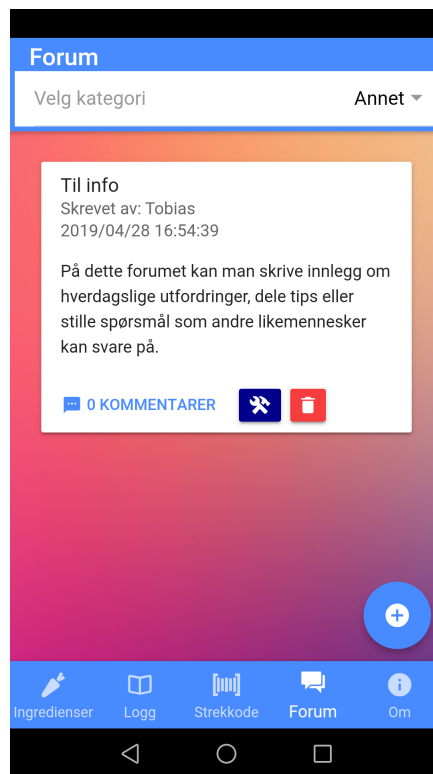 Forum
Velg kategori Annet
Til info
Skrevet av: Tobias
2019/04/28 16:54:39
På dette forumet kan man skrive innlegg om
hverdagslige utfordringer, dele tips eller
stille spørsmål som andre likemennesker
kan svare på.
0 KOMMENTARER
Ingredienser Logg Strekkode Forum Om